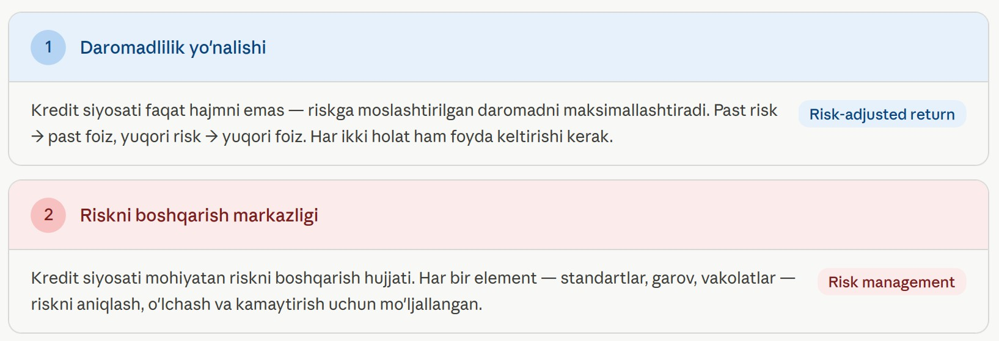 1
Daromadlilik yo'nalishi
Kredit siyosati faqat hajmni emas — riskga moslashtirilgan daromadni maksimallashtiradi. Past risk
→ past foiz, yuqori risk → yuqori foiz. Har ikki holat ham foyda keltirishi kerak.
Risk-adjusted return
2
Riskni boshqarish markazligi
Kredit siyosati mohiyatan riskni boshqarish hujjati. Har bir element — standartlar, garov, vakolatlar —
riskni aniqlash, o'lchash va kamaytirish uchun mo'ljallangan.
Risk management